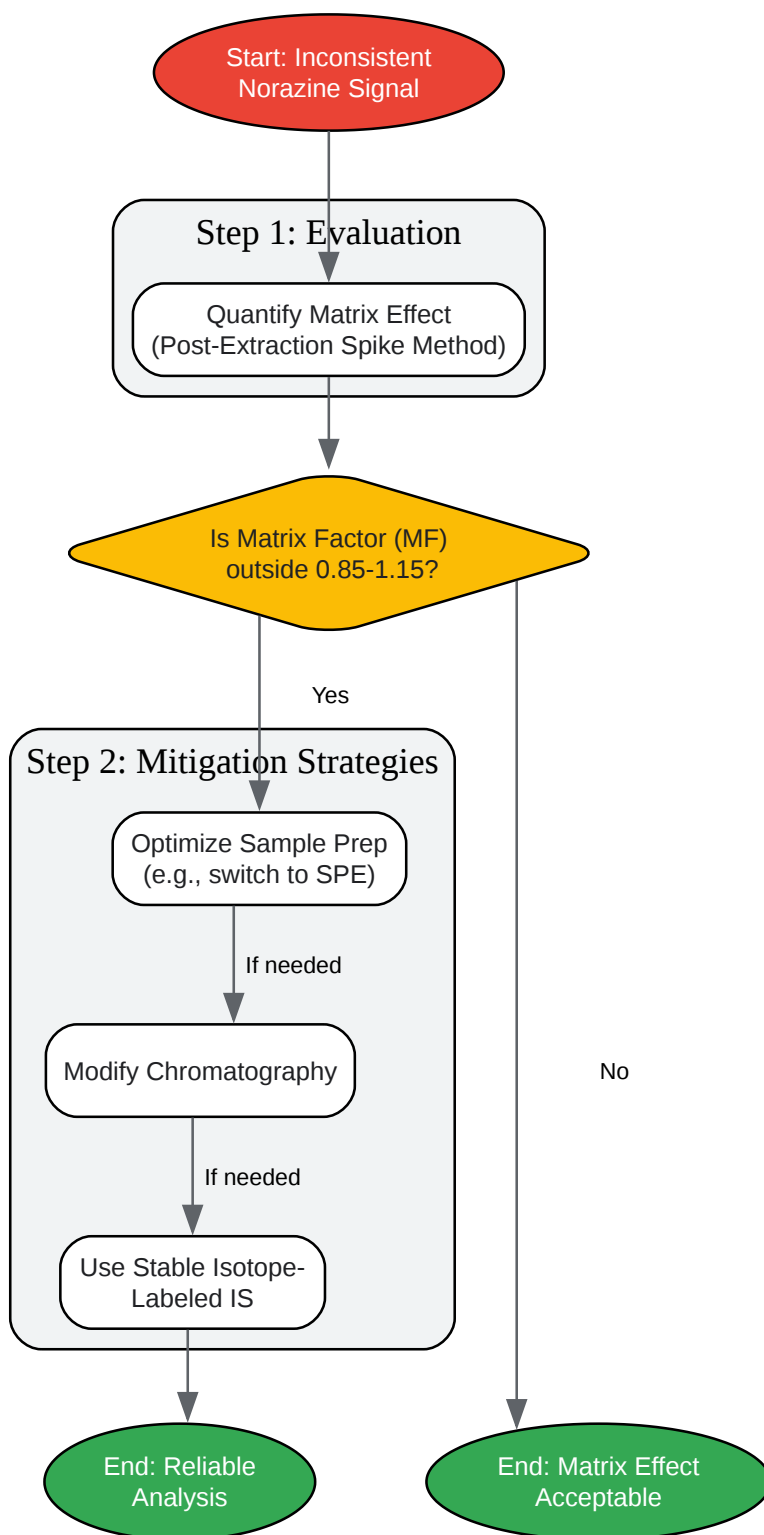 Start: Inconsistent
Norazine Signal
Step 1: Evaluation
Quantify Matrix Effect
(Post-Extraction Spike Method)
Is Matrix Factor (MF)
outside 0.85-1.15?
Yes
Step 2: Mitigation Strategies
Optimize Sample Prep
(e.g., switch to SPE)
If needed
Modify Chromatography
No
If needed
Use Stable Isotope-
Labeled IS
End: Reliable
Analysis
End: Matrix Effect
Acceptable